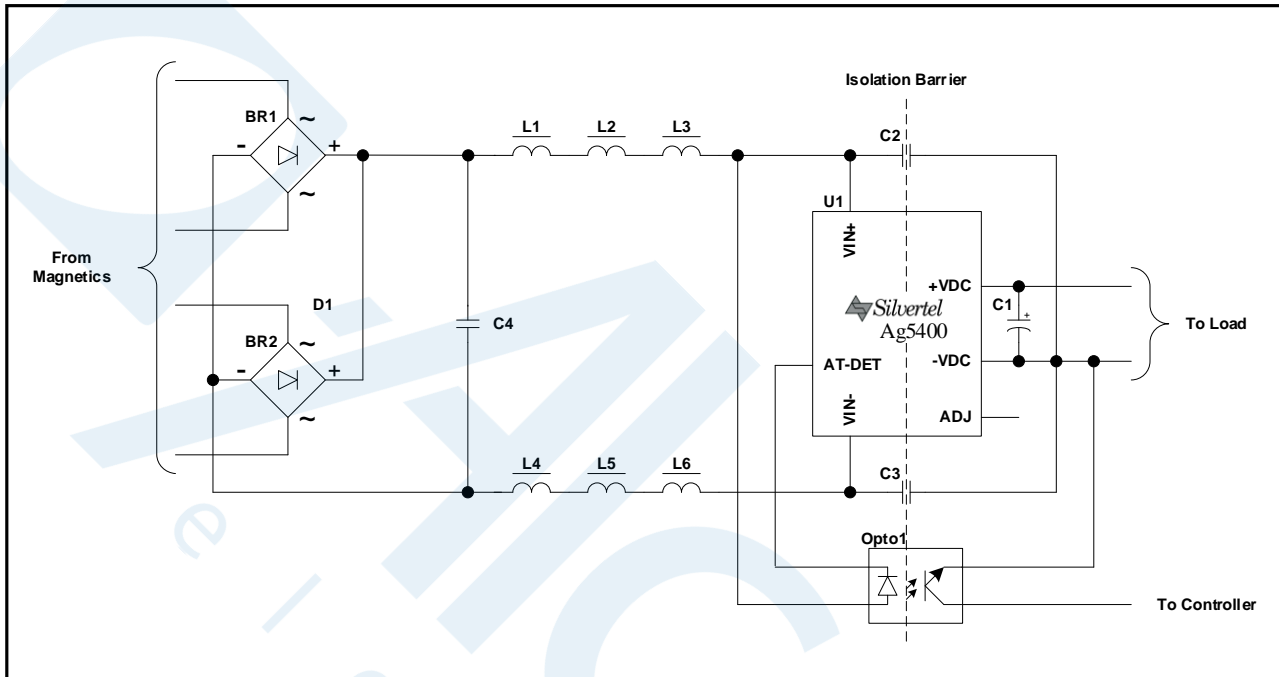 Isolation Barrier
BR1
~
-
+
~
L1
L2
L3
C2
U1
VIN+
From
Magnetics
D1
~
BR2
-
+
~
C4
Silvertel
Ag5400
+VDC
C1
+
-VDC
AT-DET
VIN-
ADJ
To Load
L4
L5
L6
C3
Opto1
To Controller